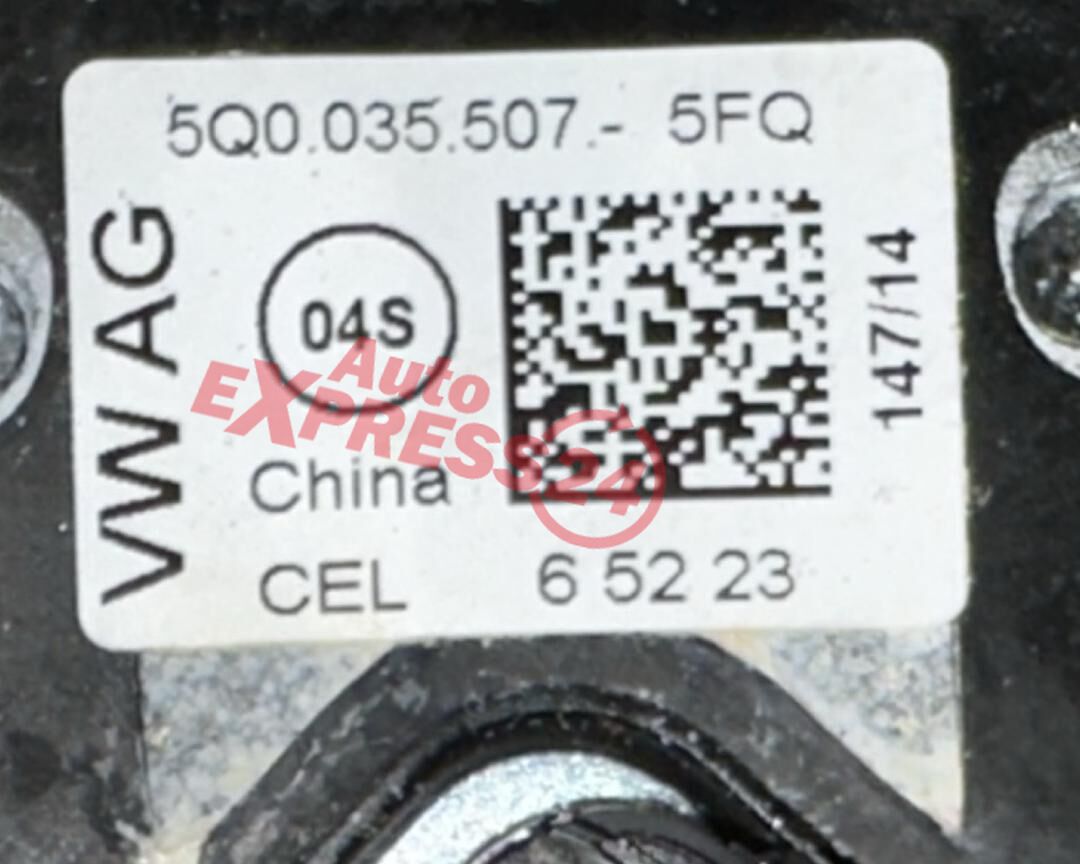 5Q0.035.507.- 5FQ
VW AG
04S
147/14
Auto
EXPRESS24
China
CEL 6 52 23